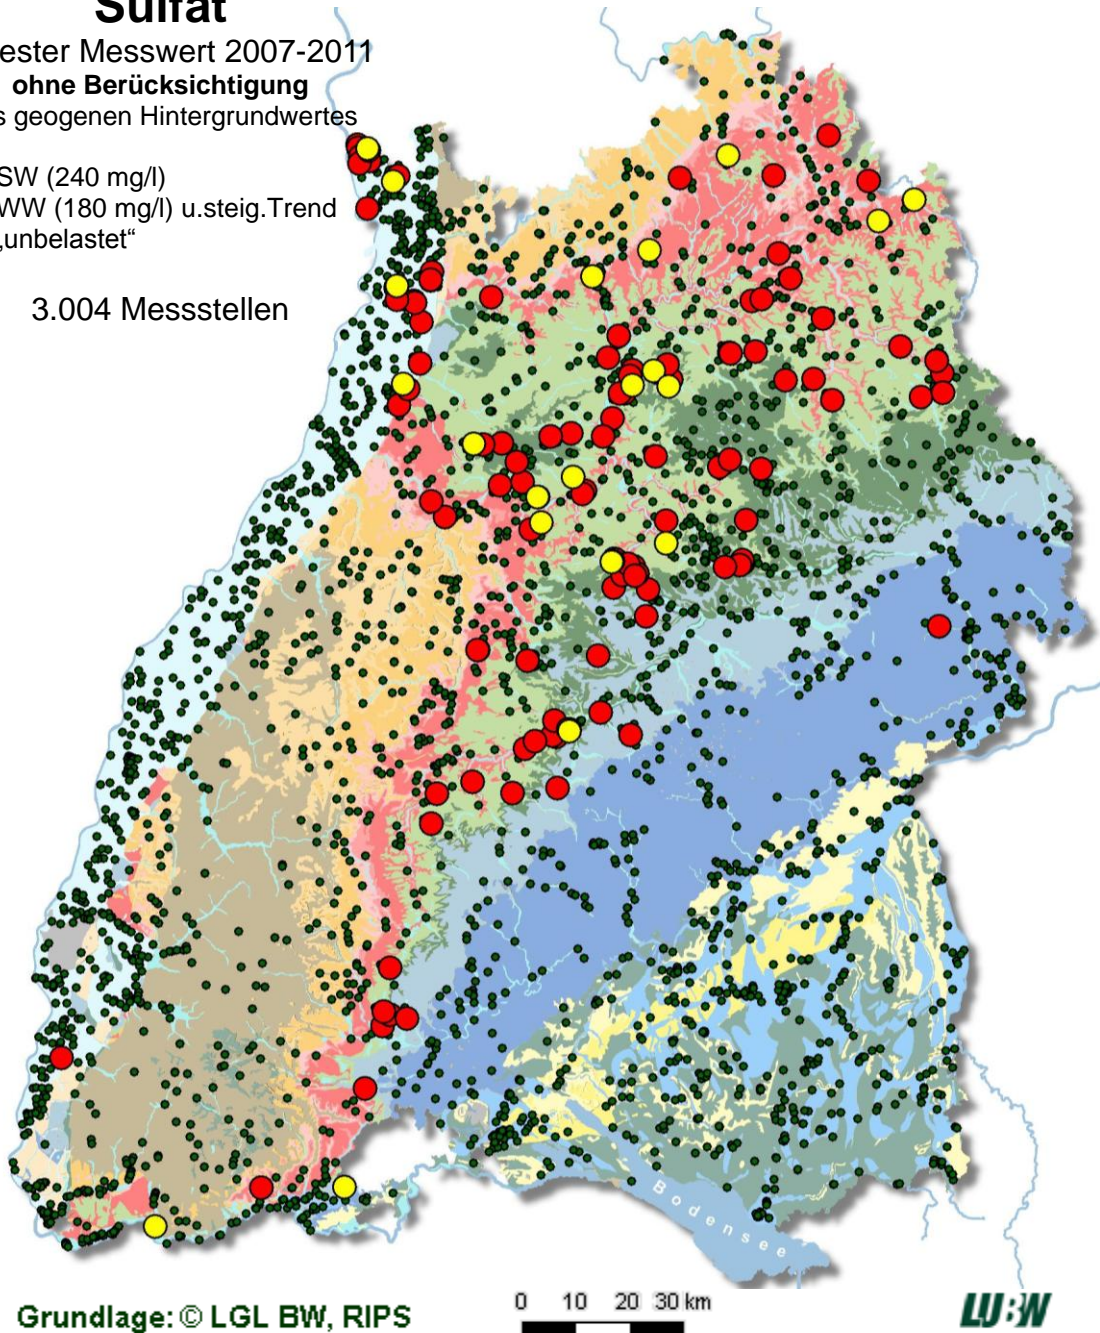 Sulfat
ester Messwert 2007-2011
ohne Berücksichtigung
s geogenen Hintergrundwertes
SW (240 mg/l)
WW (180 mg/l) u.steig.Trend
„unbelastet“
3.004 Messstellen
Bodensee
0 10 20 30 km
Grundlage: © LGL BW, RIPS
LU:W